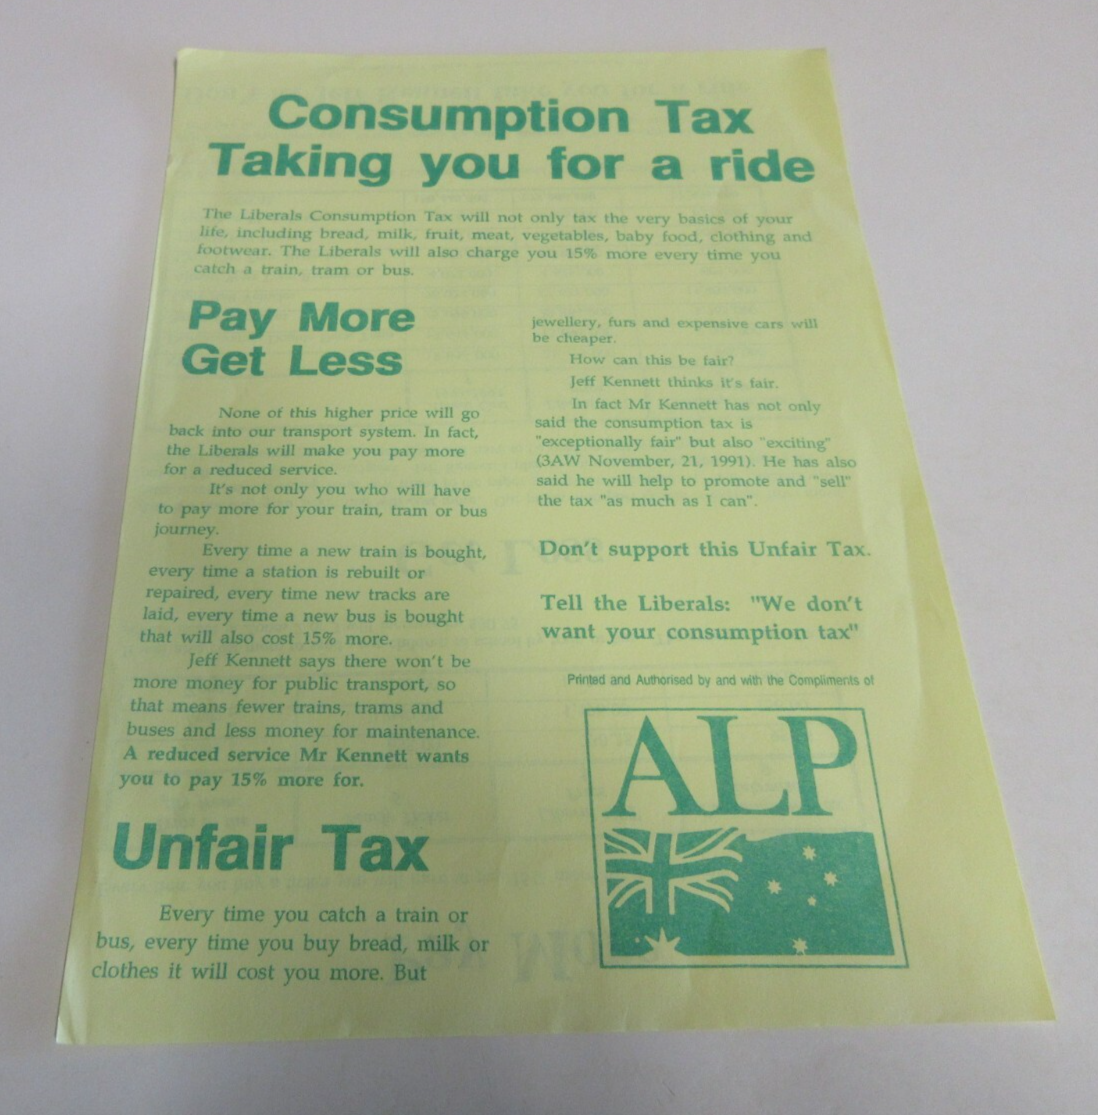 Consumption Tax
Taking you for a ride
The Liberals Consumption Tax will not only tax the very basics of your
life, including bread, milk, fruit, meat, vegetables, baby food, clothing and
footwear. The Liberals will also charge you 15% more every time you
catch a train, tram or bus.
Pay More
Get Less
None of this higher price will go
back into our transport system. In fact,
the Liberals will make you pay more
for a reduced service.
It's not only you who will have
to pay more for your train, tram or bus
journey.
Every time a new train is bought,
every time a station is rebuilt or
repaired, every time new tracks are
laid, every time a new bus is bought
that will also cost 15% more.
Jeff Kennett says there won't be
more money for public transport, so
that means fewer trains, trams and
buses and less money for maintenance.
A reduced service Mr Kennett wants
you to pay 15% more for.
Unfair Tax
Every time you catch a train or
bus, every time you buy bread, milk or
clothes it will cost you more. But
jewellery, furs and expensive cars will
be cheaper.
How can this be fair?
Jeff Kennett thinks it's fair.
In fact Mr Kennett has not only
said the consumption tax is
"exceptionally fair" but also "exciting"
(3AW November, 21, 1991). He has also
said he will help to promote and "sell"
the tax "as much as I can".
Don't support this Unfair Tax.
Tell the Liberals: "We don't
want your consumption tax"
Printed and Authorised by and with the Compliments of
ALP